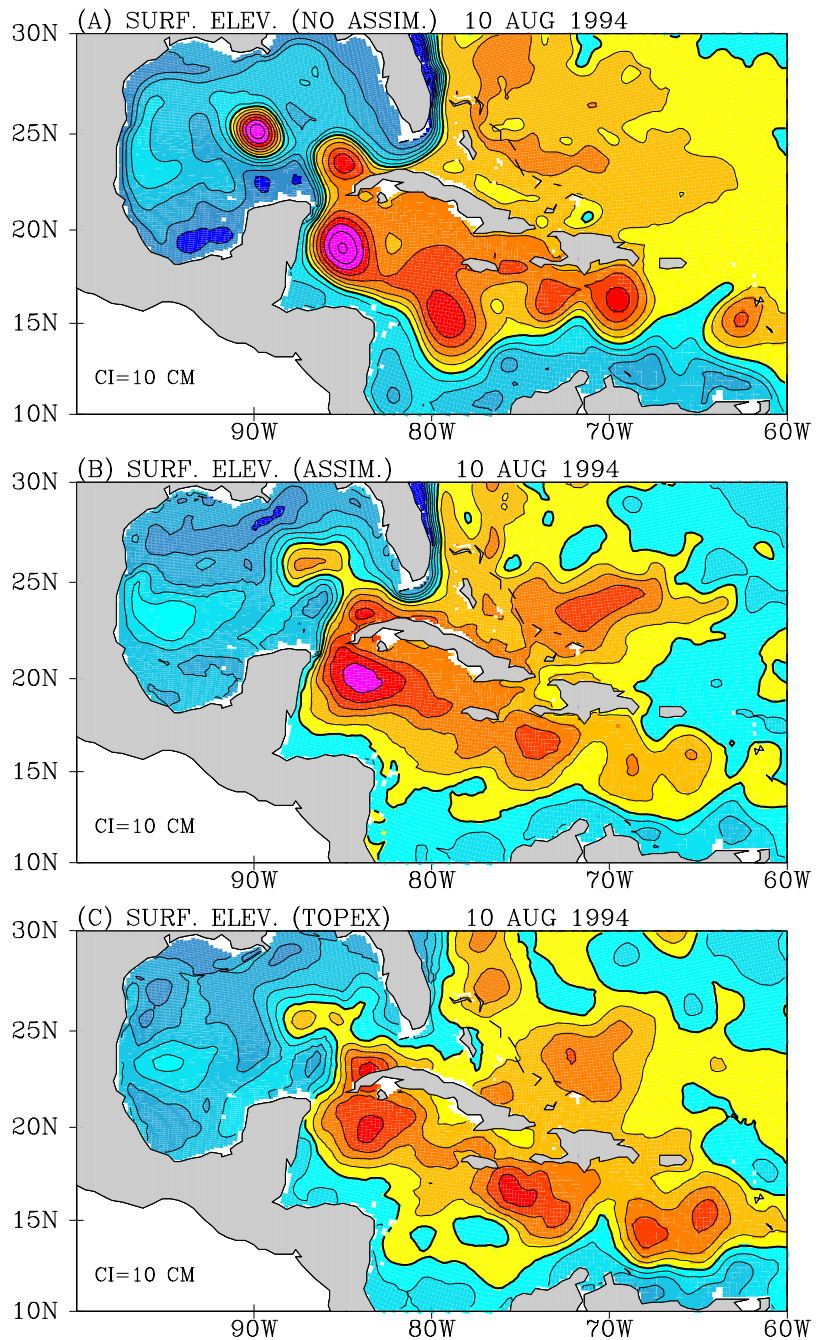 (A) SURF. ELEV. (NO ASSIM.) 10 AUG 1994
30N
25N
20N
15N
CI=10 CM
10N
90W 80W 70W 60W
(B) SURF. ELEV. (ASSIM.) 10 AUG 1994
30N
25N
20N
15N
CI=10 CM
10N
90W 80W 70W 60W
(C) SURF. ELEV. (TOPEX) 10 AUG 1994
30N
25N
20N
15N
CI=10 CM
10N
90W 80W 70W 60W